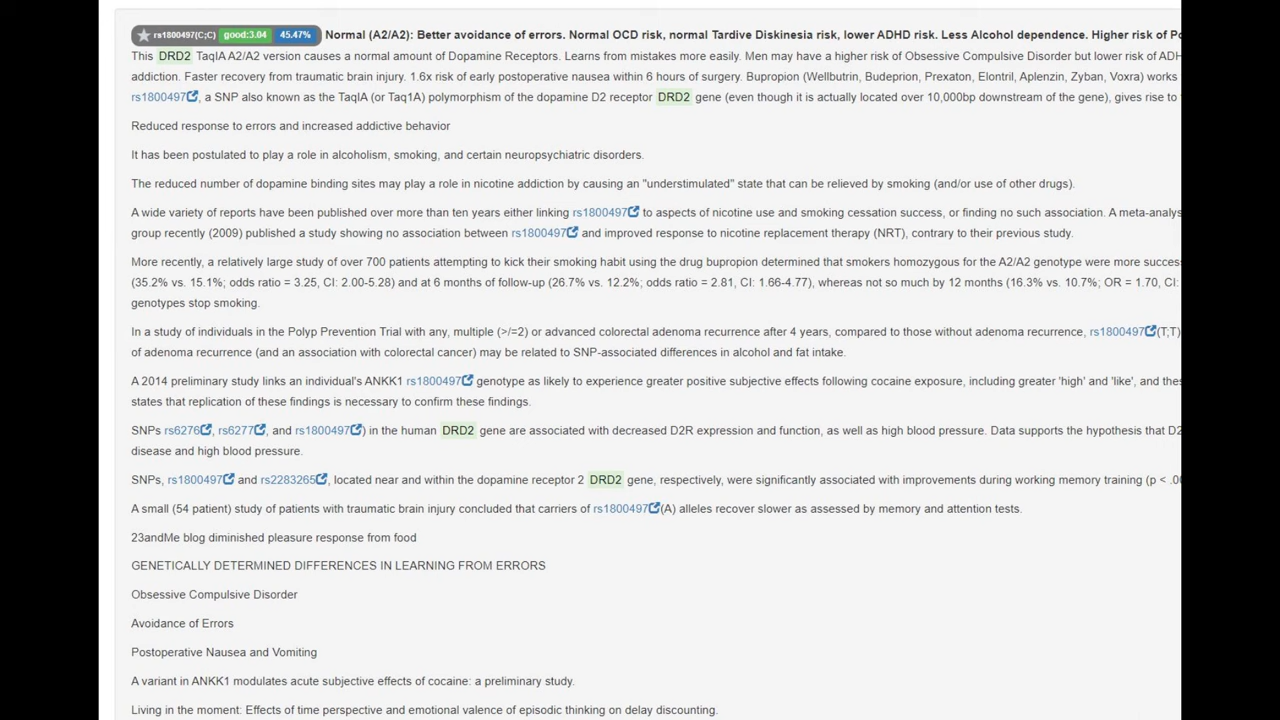 rs1800497(C;C) good:3.04 45.47% Normal (A2/A2): Better avoidance of errors. Normal OCD risk, normal Tardive Diskinesia risk, lower ADHD risk. Less Alcohol dependence. Higher risk of
This DRD2 TaqIA A2/A2 version causes a normal amount of Dopamine Receptors. Learns from mistakes more easily. Men may have a higher risk of Obsessive Compulsive Disorder but lower risk of
addiction. Faster recovery from traumatic brain injury. 1.6x risk of early postoperative nausea within 6 hours of surgery. Bupropion (Wellbutrin, Budeprion, Prexaton, Elontril, Aplenzin, Zyban, Voxra) works
rs1800497, a SNP also known as the TaqIA (or Taq1A) polymorphism of the dopamine D2 receptor DRD2 gene (even though it is actually located over 10,000bp downstream of the gene), gives rise to
Reduced response to errors and increased addictive behavior
It has been postulated to play a role in alcoholism, smoking, and certain neuropsychiatric disorders.
The reduced number of dopamine binding sites may play a role in nicotine addiction by causing an "understimulated" state that can be relieved by smoking (and/or use of other drugs).
A wide variety of reports have been published over more than ten years either linking rs1800497 to aspects of nicotine use and smoking cessation success, or finding no such association. A
group recently (2009) published a study showing no association between rs1800497 and improved response to nicotine replacement therapy (NRT), contrary to their previous study.
More recently, a relatively large study of over 700 patients attempting to kick their smoking habit using the drug bupropion determined that smokers homozygous for the A2/A2 genotype were more
(35.2% vs. 15.1%; odds ratio = 3.25, CI: 2.00-5.28) and at 6 months of follow-up (26.7% vs. 12.2%; odds ratio = 2.81, CI: 1.66-4.77), whereas not so much by 12 months (16.3% vs. 10.7%; OR = 1.70, CI:
genotypes stop smoking.
In a study of individuals in the Polyp Prevention Trial with any, multiple (>/=2) or advanced colorectal adenoma recurrence after 4 years, compared to those without adenoma recurrence, rs1800497(T;T)
of adenoma recurrence (and an association with colorectal cancer) may be related to SNP-associated differences in alcohol and fat intake.
A 2014 preliminary study links an individual's ANKK1 rs1800497 genotype as likely to experience greater positive subjective effects following cocaine exposure, including greater 'high' and 'like', and
states that replication of these findings is necessary to confirm these findings.
SNPs rs6276, rs6277, and rs1800497) in the human DRD2 gene are associated with decreased D2R expression and function, as well as high blood pressure. Data supports the hypothesis that
disease and high blood pressure.
SNPs, rs1800497 and rs2283265, located near and within the dopamine receptor 2 DRD2 gene, respectively, were significantly associated with improvements during working memory training (p <
A small (54 patient) study of patients with traumatic brain injury concluded that carriers of rs1800497(A) alleles recover slower as assessed by memory and attention tests.
23andMe blog diminished pleasure response from food
GENETICALLY DETERMINED DIFFERENCES IN LEARNING FROM ERRORS
Obsessive Compulsive Disorder
Avoidance of Errors
Postoperative Nausea and Vomiting
A variant in ANKK1 modulates acute subjective effects of cocaine: a preliminary study.
Living in the moment: Effects of time perspective and emotional valence of episodic thinking on delay discounting.